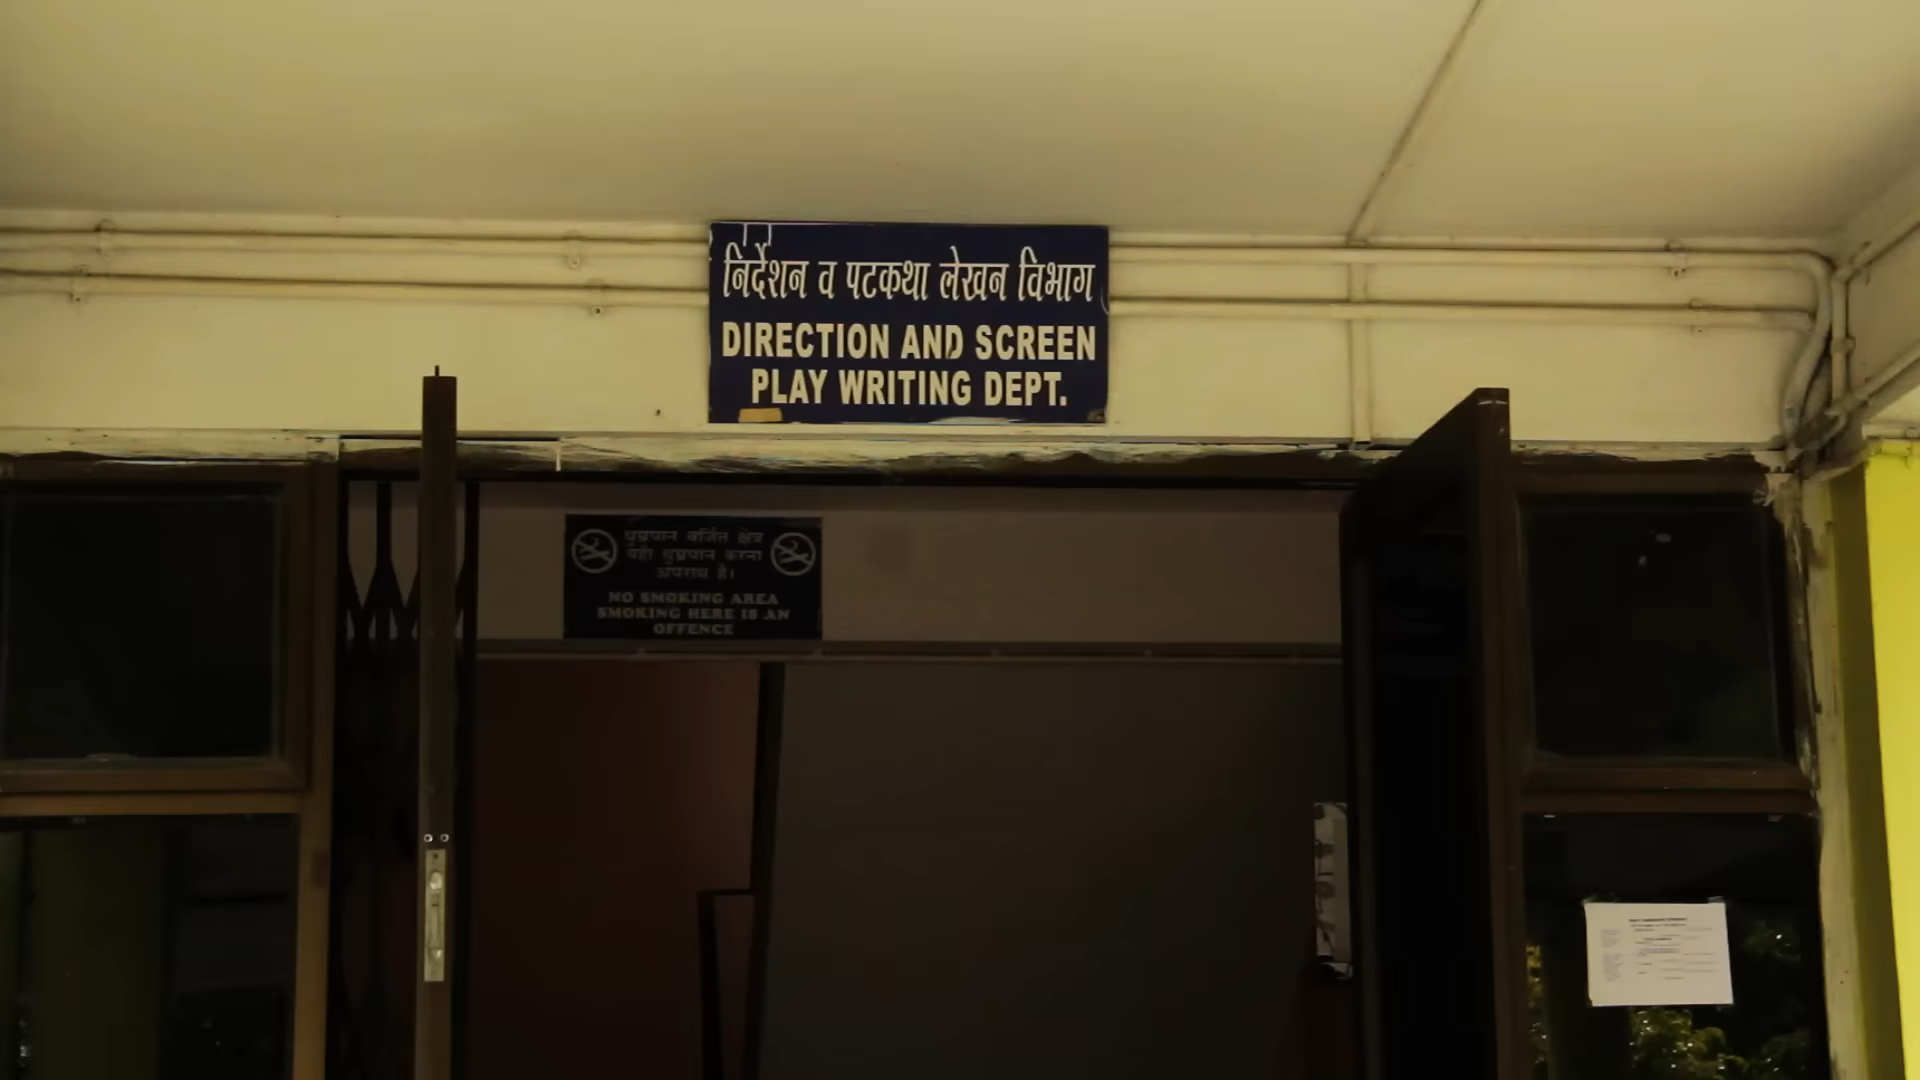 निर्देशन व पटकथा लेखन विभाग
DIRECTION AND SCREEN
PLAY WRITING DEPT.
धुम्रपान वर्जित क्षेत्र
यहाँ धुम्रपान करना
अपराध है।
NO SMOKING AREA
SMOKING HERE IS AN
OFFENCE